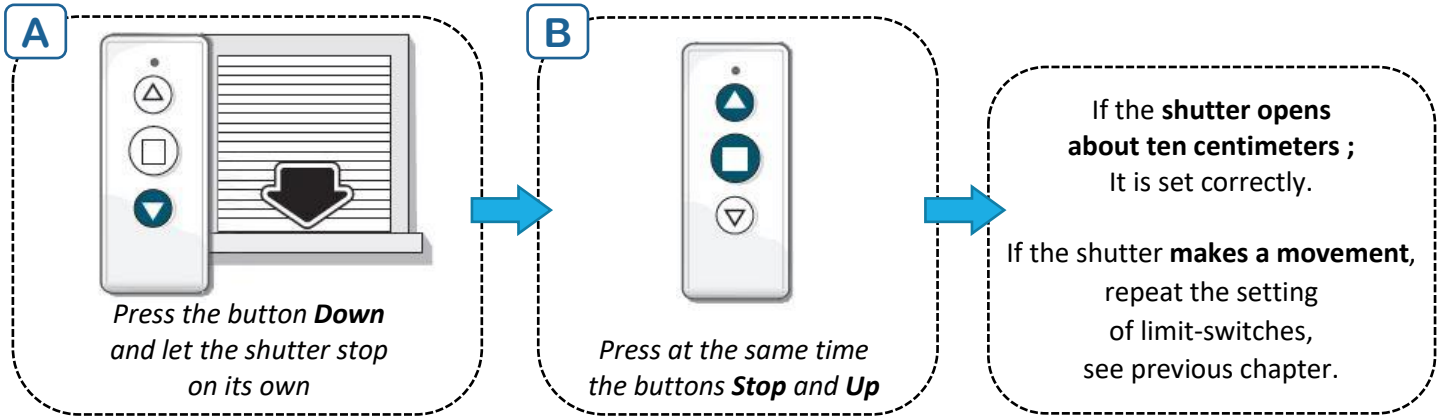 A
Press the button Down
and let the shutter stop
on its own
B
Press at the same time
the buttons Stop and Up
If the shutter opens
about ten centimeters ;
It is set correctly.
If the shutter makes a movement,
repeat the setting
of limit-switches,
see previous chapter.